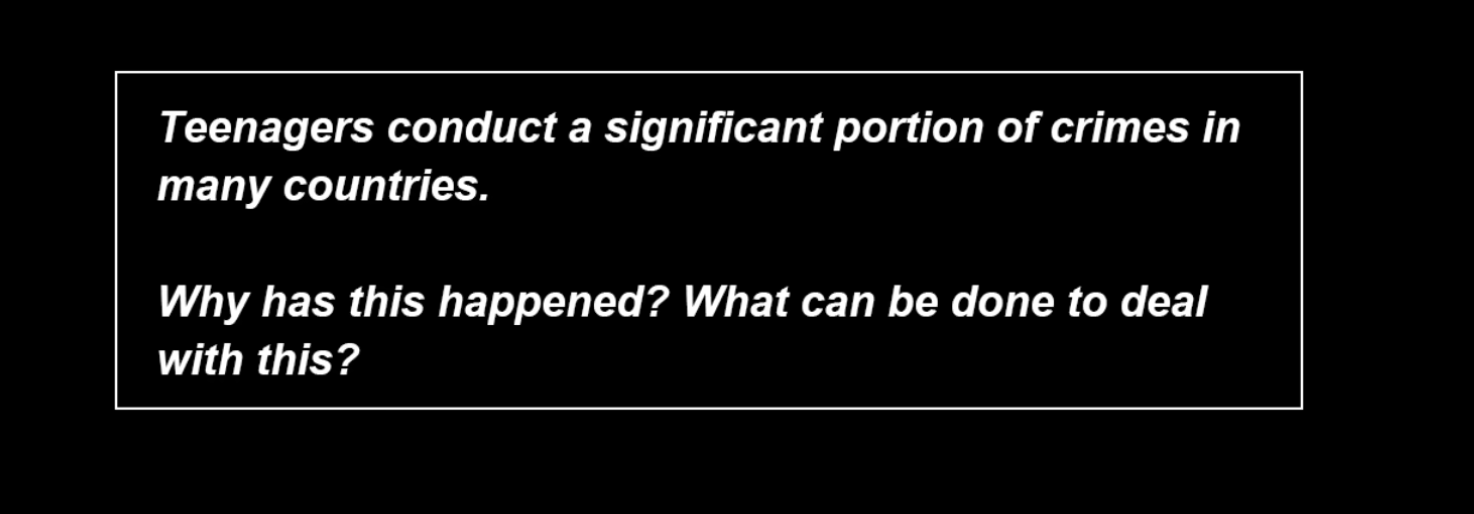 Teenagers conduct a significant portion of crimes in
many countries.
Why has this happened? What can be done to deal
with this?